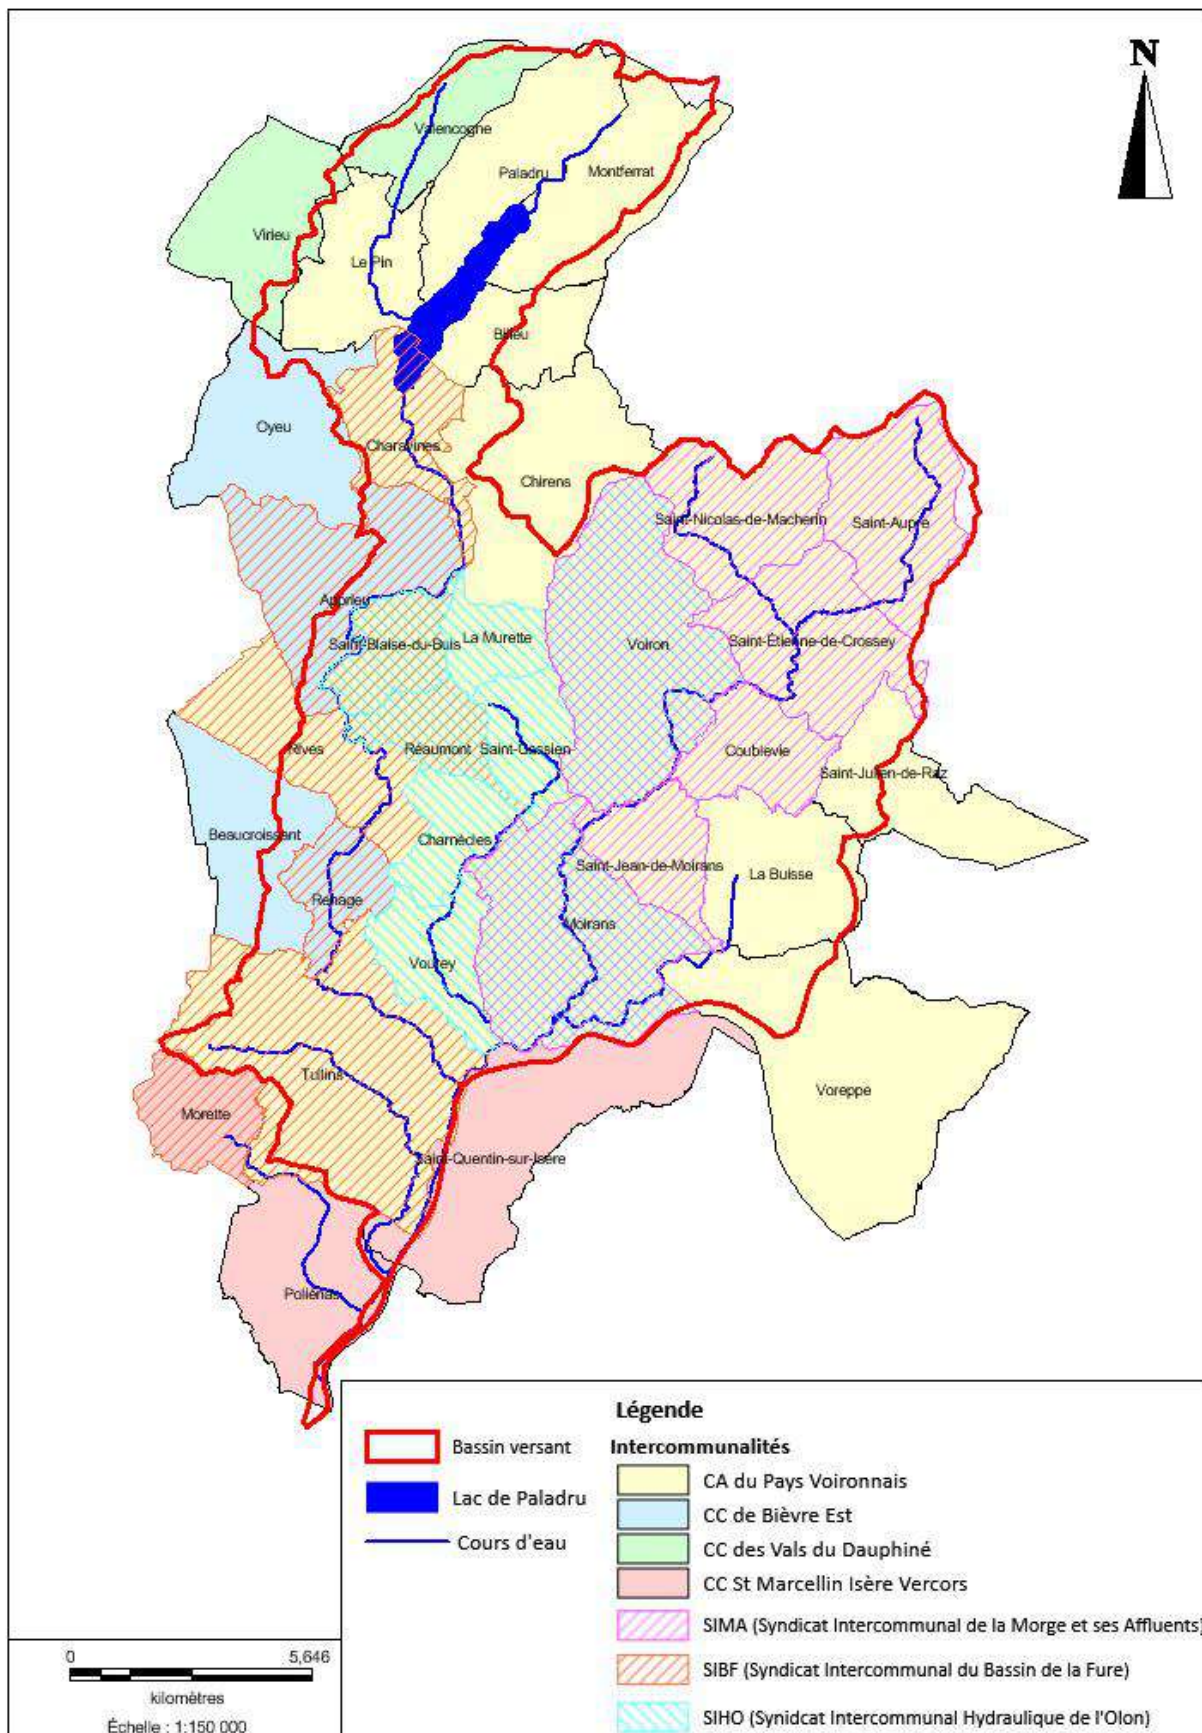 N
Valencogne
Paladru
Montferrat
Virieu
Le Pin
Bilieu
Oyeu
Charavines
Chirens
Saint-Nicolas-de-Macherin
Saint-Aupre
Apprieu
Saint-Blaise-du-Buis
La Murette
Voiron
Saint-Étienne-de-Crossey
Rives
Réaumont
Saint-Cassien
Coublevie
Saint-Julien-de-Raz
Beaucroissant
Charnècles
Saint-Jean-de-Moirans
La Buisse
Renage
Moirans
Vourey
Tullins
Voreppe
Morette
Saint-Quentin-sur-Isère
Poliénas
Légende
Bassin versant
Lac de Paladru
Cours d'eau
Intercommunalités
CA du Pays Voironnais
CC de Bièvre Est
CC des Vals du Dauphiné
CC St Marcellin Isère Vercors
SIMA (Syndicat Intercommunal de la Morge et ses Affluents)
SIBF (Syndicat Intercommunal du Bassin de la Fure)
SIHO (Synidcat Intercommunal Hydraulique de l'Olon)
0 5,646
kilomètres
Échelle : 1:150 000